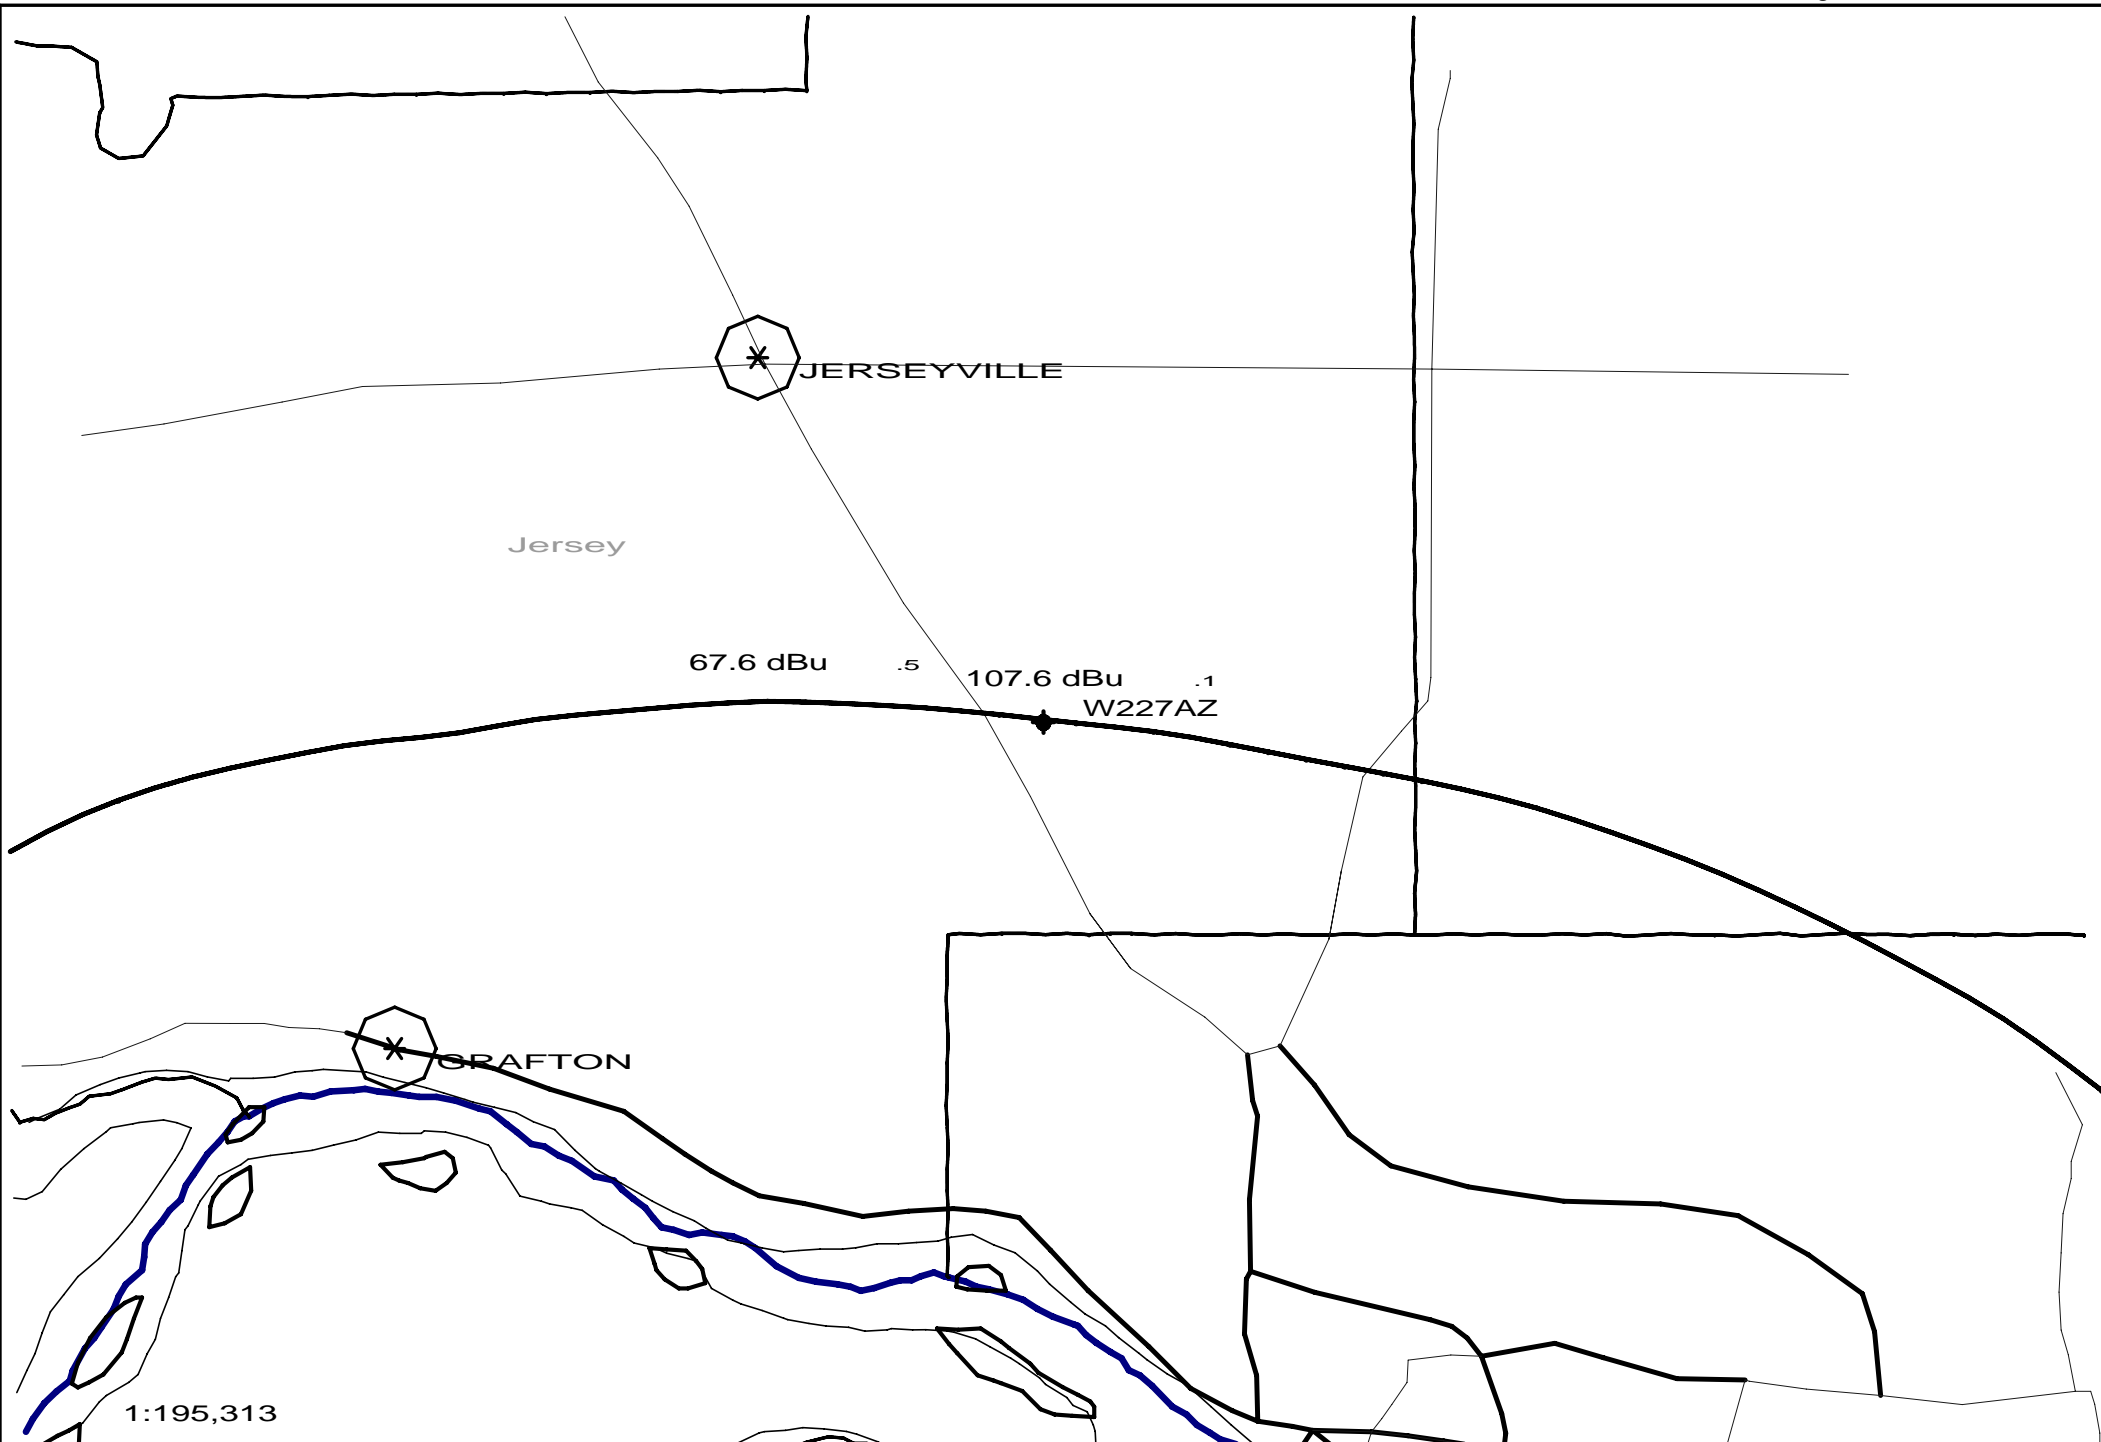 JERSEYVILLE
Jersey
67.6 dBu .5
107.6 dBu .1
W227AZ
GRAFTON
1:195,313